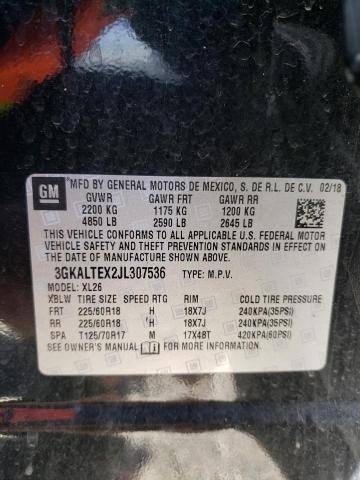 GM
*MFD BY GENERAL MOTORS DE MEXICO, S. DE R.L. DE C.V. 02/18
GVWR GAWR FRT GAWR RR
2200 KG 1175 KG 1200 KG
4850 LB 2590 LB 2645 LB
THIS VEHICLE CONFORMS TO ALL APPLICABLE U.S. FEDERAL MOTOR
VEHICLE SAFETY AND THEFT PREVENTION STANDARDS IN EFFECT ON
THE DATE OF MANUFACTURE SHOWN ABOVE.
3GKALTEX2JL307536 TYPE: M.P.V.
MODEL: XL26
XBLW TIRE SIZE SPEED RTG RIM COLD TIRE PRESSURE
FRT 225/60R18 H 18X7J 240KPA(35PSI)
RR 225/60R18 H 18X7J 240KPA(35PSI)
SPA T125/70R17 M 17X4BT 420KPA(60PSI)
SEE OWNER'S MANUAL FOR ADDITIONAL INFORMATION.